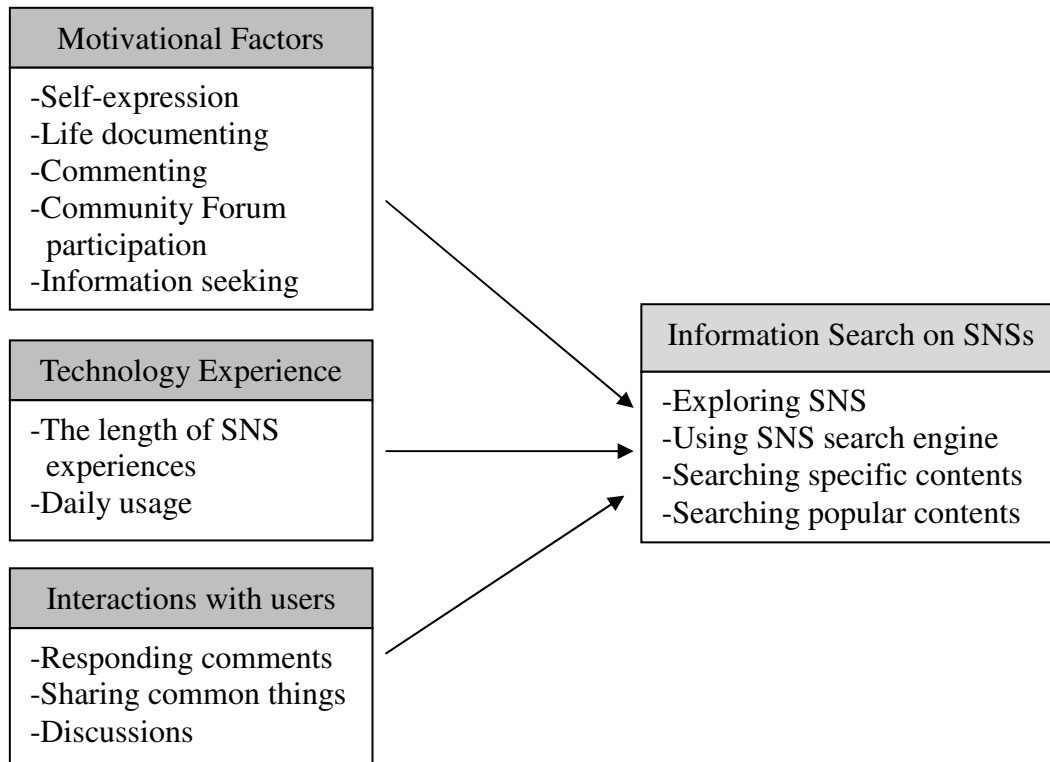 Motivational Factors
-Self-expression
-Life documenting
-Commenting
-Community Forum
participation
-Information seeking
Technology Experience
-The length of SNS
experiences
-Daily usage
Interactions with users
-Responding comments
-Sharing common things
-Discussions
Information Search on SNSs
-Exploring SNS
-Using SNS search engine
-Searching specific contents
-Searching popular contents